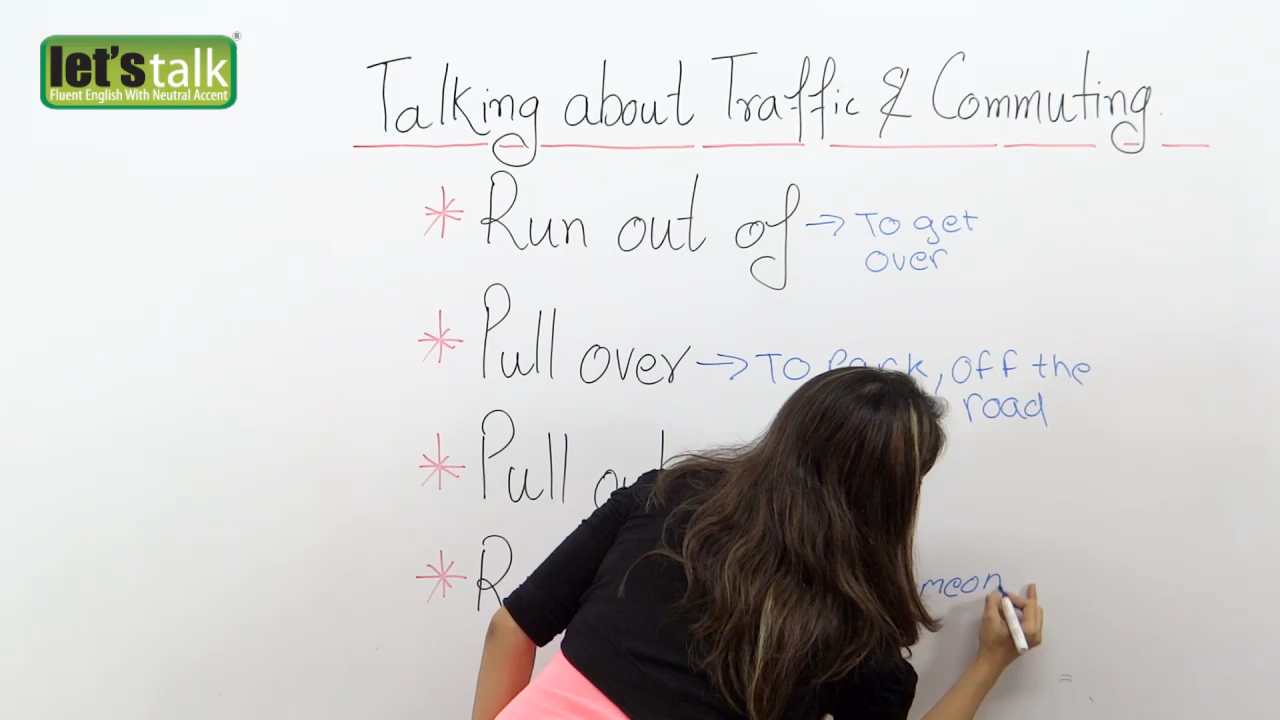 let's talk
Fluent English With Neutral Accent
Talking about Traffic & Commuting.
* Run out of → To get
over
* Pull over → To Park, off the
road
* Pull
*
meon